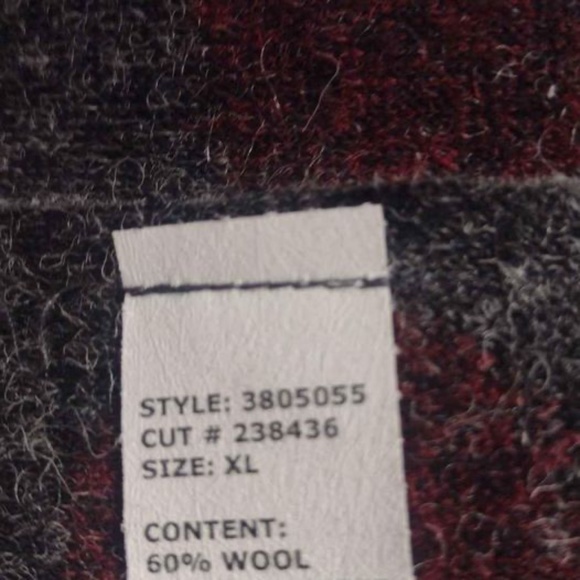 STYLE: 3805055
CUT # 238436
SIZE: XL
CONTENT:
60% WOOL